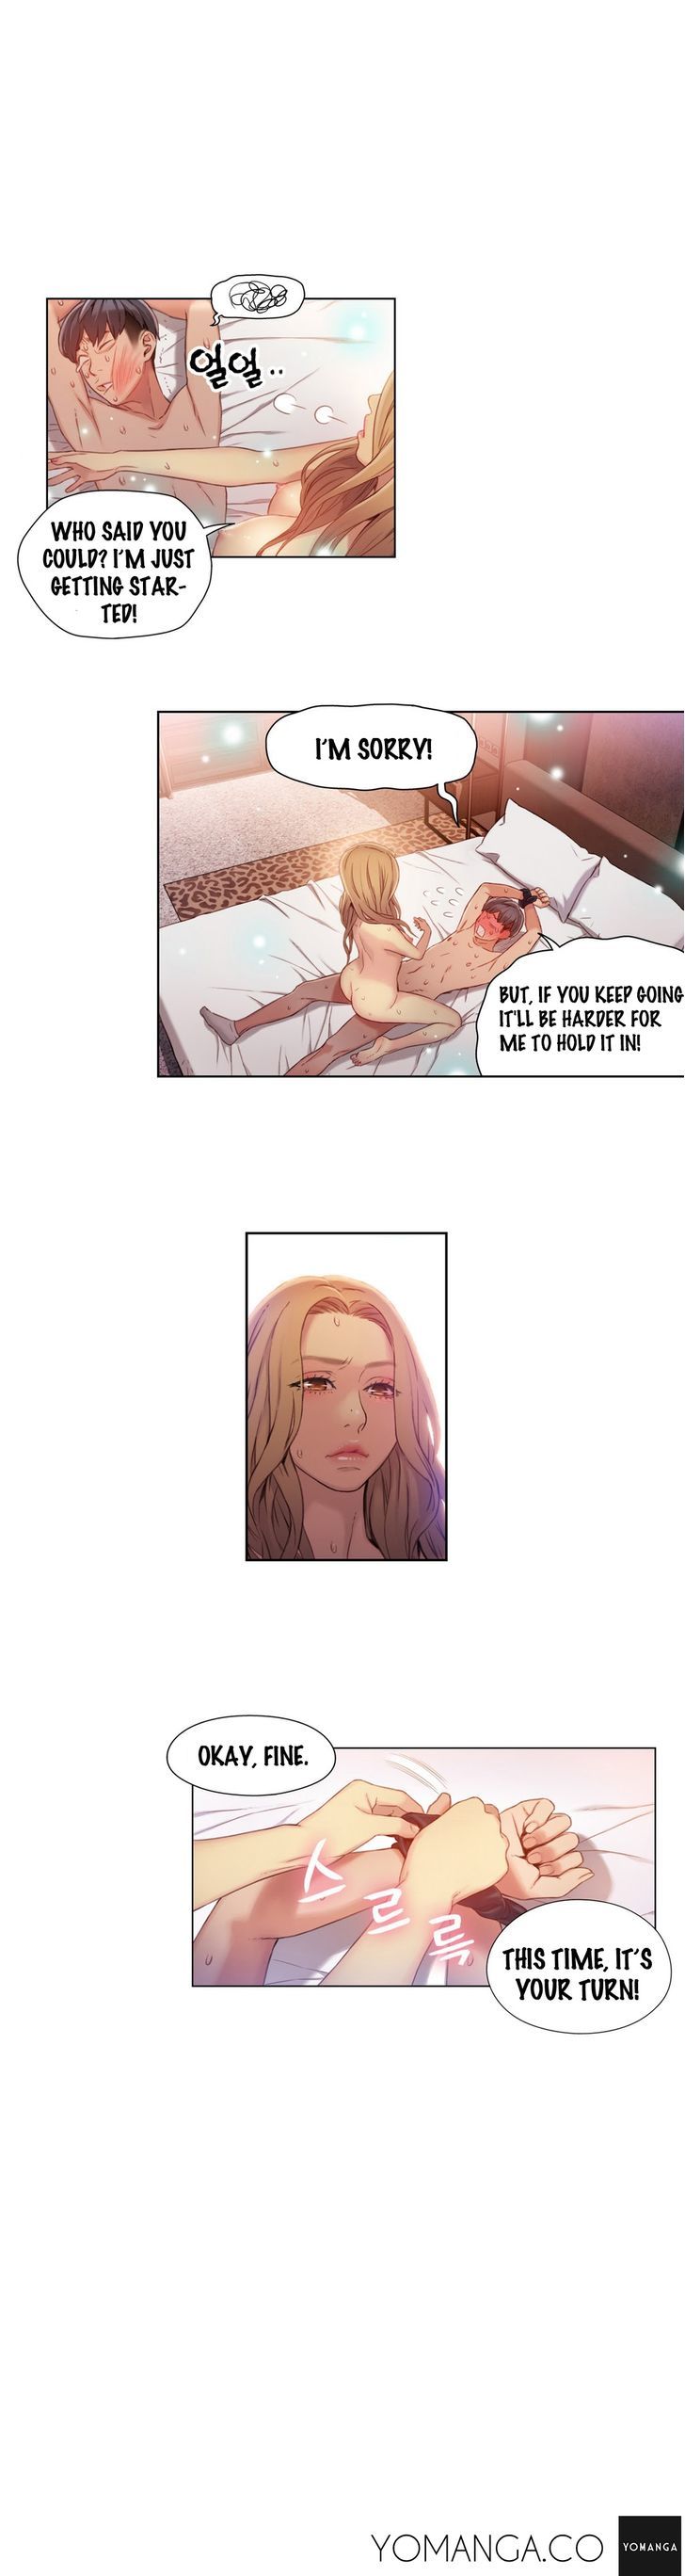 얼얼..
WHO SAID YOU
COULD? I'M JUST
GETTING STAR-
TED!
I'M SORRY!
BUT, IF YOU KEEP GOING
IT'LL BE HARDER FOR
ME TO HOLD IT IN!
OKAY, FINE.
스르륵
THIS TIME, IT'S
YOUR TURN!
YOMANGA.CO
YOMANGA